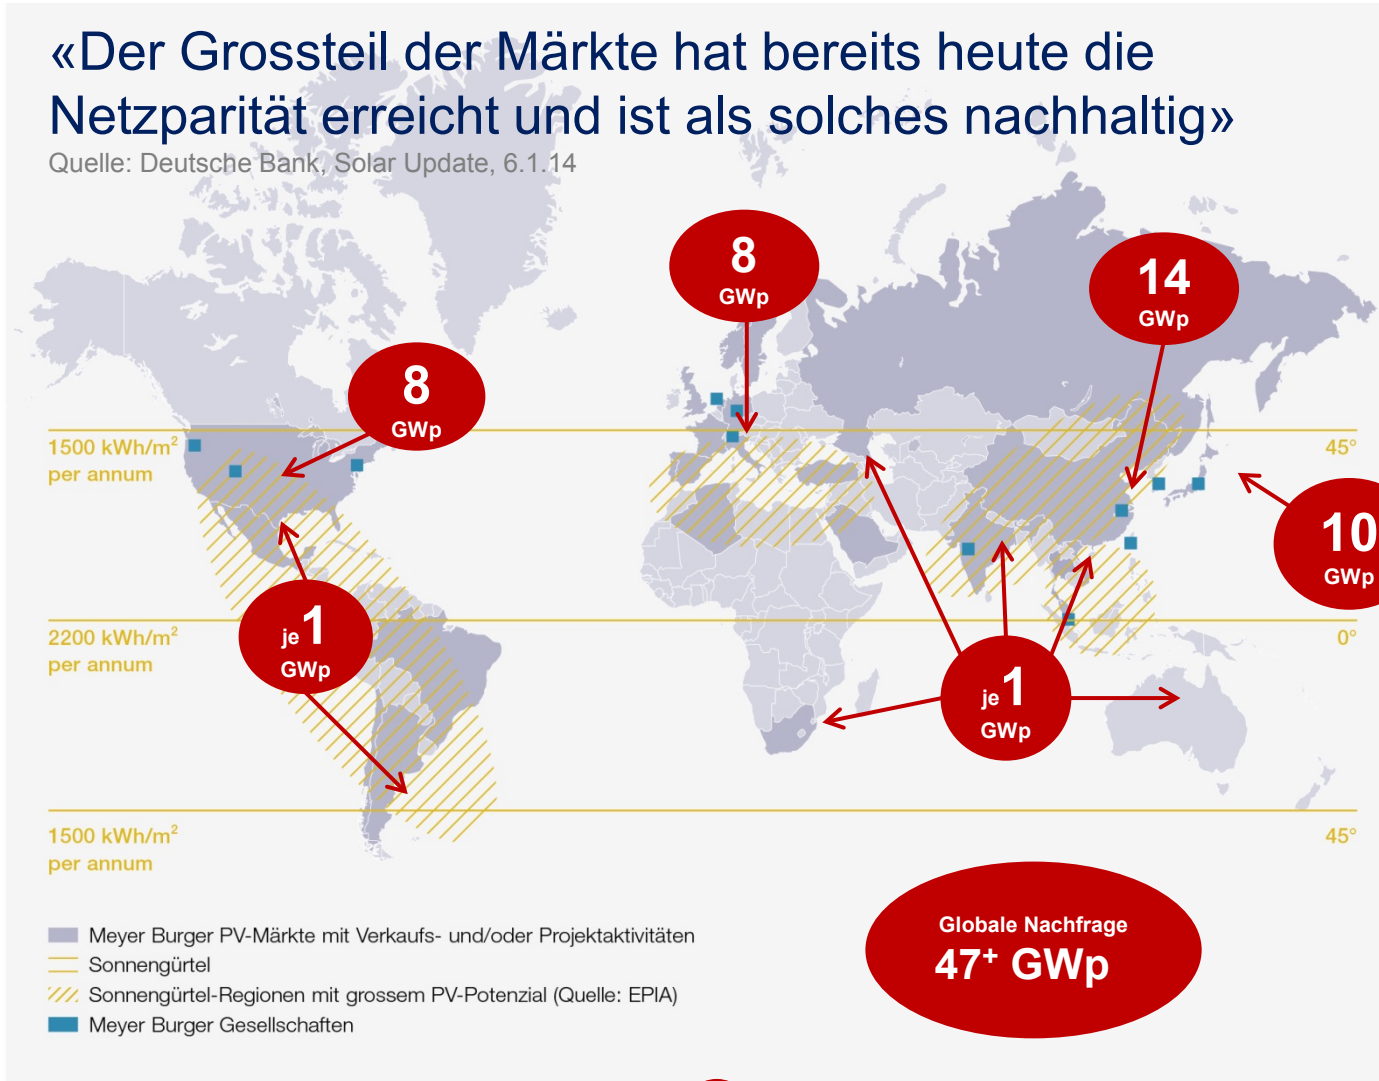 «Der Grossteil der Märkte hat bereits heute die
Netzparität erreicht und ist als solches nachhaltig»
Quelle: Deutsche Bank, Solar Update, 6.1.14
8
GWp
14
GWp
8
GWp
1500 kWh/m²
per annum
45°
10
GWp
je 1
GWp
2200 kWh/m²
per annum
0°
je 1
GWp
1500 kWh/m²
per annum
45°
Globale Nachfrage
47⁺ GWp
Meyer Burger PV-Märkte mit Verkaufs- und/oder Projektaktivitäten
Sonnengürtel
Sonnengürtel-Regionen mit grossem PV-Potenzial (Quelle: EPIA)
Meyer Burger Gesellschaften